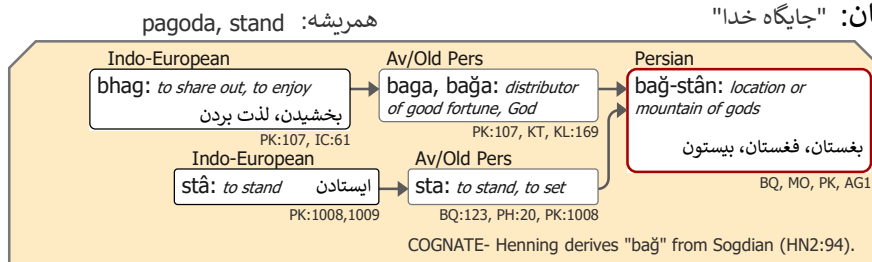 ان: "جایگاه خدا"
همریشه: pagoda, stand
Indo-European
bhag: to share out, to enjoy
بخشیدن، لذت بردن
PK:107, IC:61
Av/Old Pers
baga, bağa: distributor
of good fortune, God
PK:107, KT, KL:169
Persian
bağ-stân: location or
mountain of gods
بغستان، فغستان، بیستون
BQ, MO, PK, AG1
Indo-European
stâ: to stand ایستادن
PK:1008,1009
Av/Old Pers
sta: to stand, to set
BQ:123, PH:20, PK:1008
COGNATE- Henning derives "bağ" from Sogdian (HN2:94).